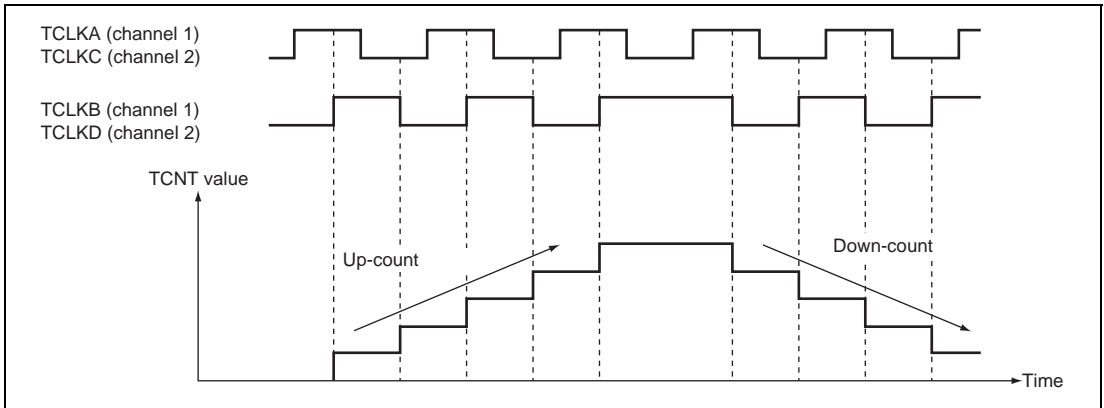 TCLKA (channel 1)
TCLKC (channel 2)
TCLKB (channel 1)
TCLKD (channel 2)
TCNT value
Up-count
Down-count
Time